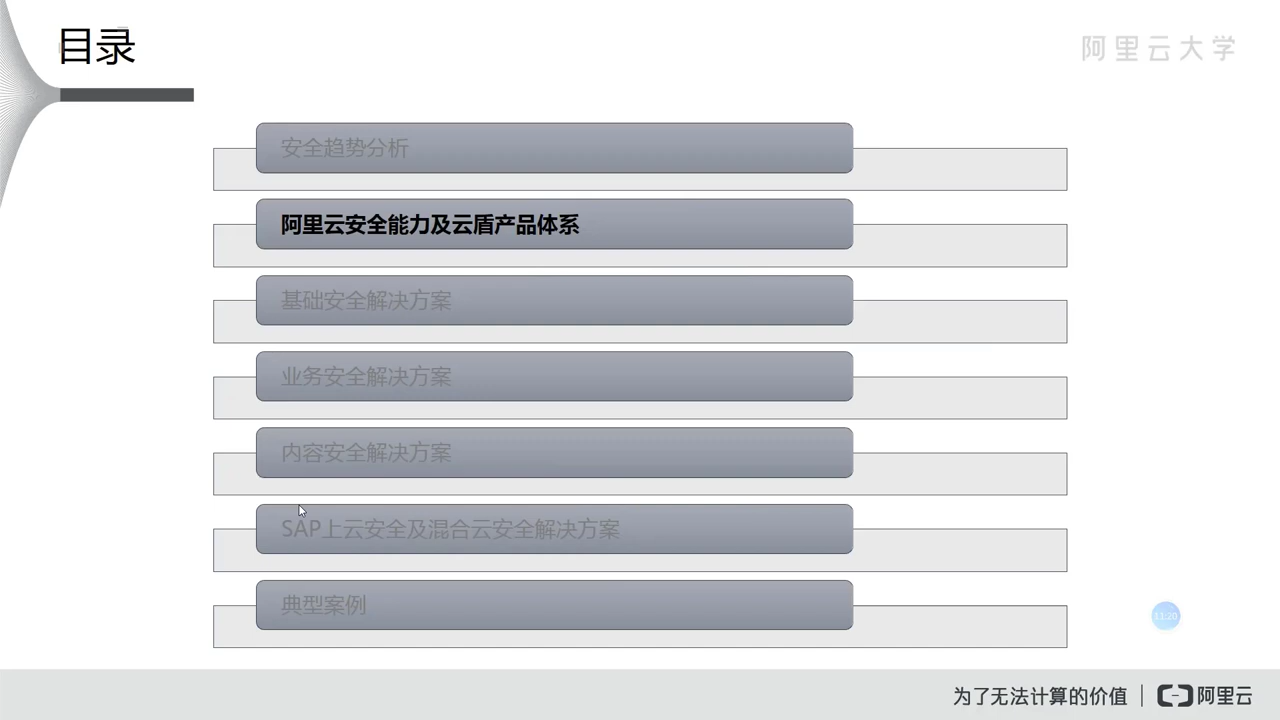 目录
阿里云大学
安全趋势分析
阿里云安全能力及云盾产品体系
基础安全解决方案
业务安全解决方案
内容安全解决方案
SAP上云安全及混合云安全解决方案
典型案例
为了无法计算的价值
阿里云